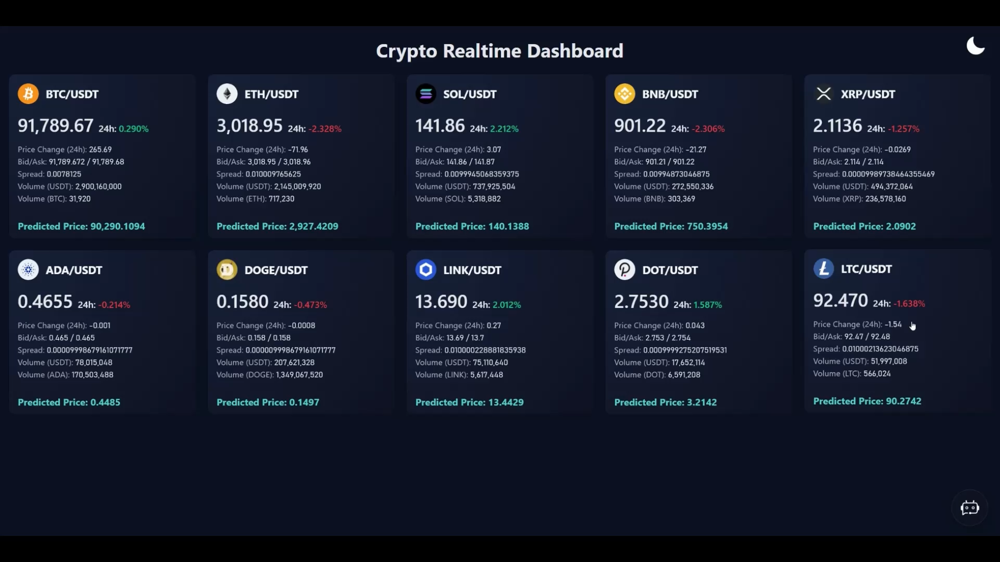 Crypto Realtime Dashboard
BTC/USDT
91,789.67 24h: 0.290%
Price Change (24h): 265.69
Bid/Ask: 91,789.672 / 91,789.68
Spread: 0.0078125
Volume (USDT): 2,900,160,000
Volume (BTC): 31,920
Predicted Price: 90,290.1094
ETH/USDT
3,018.95 24h: -2.328%
Price Change (24h): -71.96
Bid/Ask: 3,018.95 / 3,018.96
Spread: 0.010009765625
Volume (USDT): 2,145,009,920
Volume (ETH): 717,230
Predicted Price: 2,927.4209
SOL/USDT
141.86 24h: 2.212%
Price Change (24h): 3.07
Bid/Ask: 141.86 / 141.87
Spread: 0.00999450683593​75
Volume (USDT): 737,925,504
Volume (SOL): 5,318,882
Predicted Price: 140.1388
BNB/USDT
901.22 24h: -2.306%
Price Change (24h): -21.27
Bid/Ask: 901.21 / 901.22
Spread: 0.00994873046875
Volume (USDT): 272,550,336
Volume (BNB): 303,369
Predicted Price: 750.3954
XRP/USDT
2.1136 24h: -1.257%
Price Change (24h): -0.0269
Bid/Ask: 2.114 / 2.114
Spread: 0.00009989738464355469
Volume (USDT): 494,372,064
Volume (XRP): 236,578,160
Predicted Price: 2.0902
ADA/USDT
0.4655 24h: -0.214%
Price Change (24h): -0.001
Bid/Ask: 0.465 / 0.465
Spread: 0.00009998679161071777
Volume (USDT): 78,015,048
Volume (ADA): 170,503,488
Predicted Price: 0.4485
DOGE/USDT
0.1580 24h: -0.473%
Price Change (24h): -0.0008
Bid/Ask: 0.158 / 0.158
Spread: 0.000009998679161071777
Volume (USDT): 207,621,328
Volume (DOGE): 1,349,067,520
Predicted Price: 0.1497
LINK/USDT
13.690 24h: 2.012%
Price Change (24h): 0.27
Bid/Ask: 13.69 / 13.7
Spread: 0.010000228881835938
Volume (USDT): 75,110,640
Volume (LINK): 5,617,448
Predicted Price: 13.4429
DOT/USDT
2.7530 24h: 1.587%
Price Change (24h): 0.043
Bid/Ask: 2.753 / 2.754
Spread: 0.0009999275207519531
Volume (USDT): 17,652,114
Volume (DOT): 6,591,208
Predicted Price: 3.2142
LTC/USDT
92.470 24h: -1.638%
Price Change (24h): -1.54
Bid/Ask: 92.47 / 92.48
Spread: 0.01000213623046875
Volume (USDT): 51,997,008
Volume (LTC): 566,024
Predicted Price: 90.2742